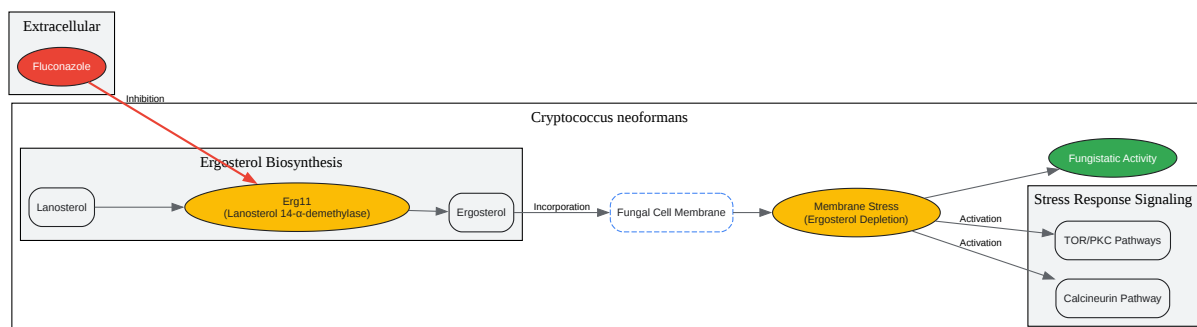 Extracellular
Fluconazole
Inhibition
Cryptococcus neoformans
Ergosterol Biosynthesis
Lanosterol
Erg11
(Lanosterol 14-α-demethylase)
Ergosterol
Incorporation
Fungal Cell Membrane
Membrane Stress
(Ergosterol Depletion)
Fungistatic Activity
Stress Response Signaling
Activation
TOR/PKC Pathways
Activation
Calcineurin Pathway